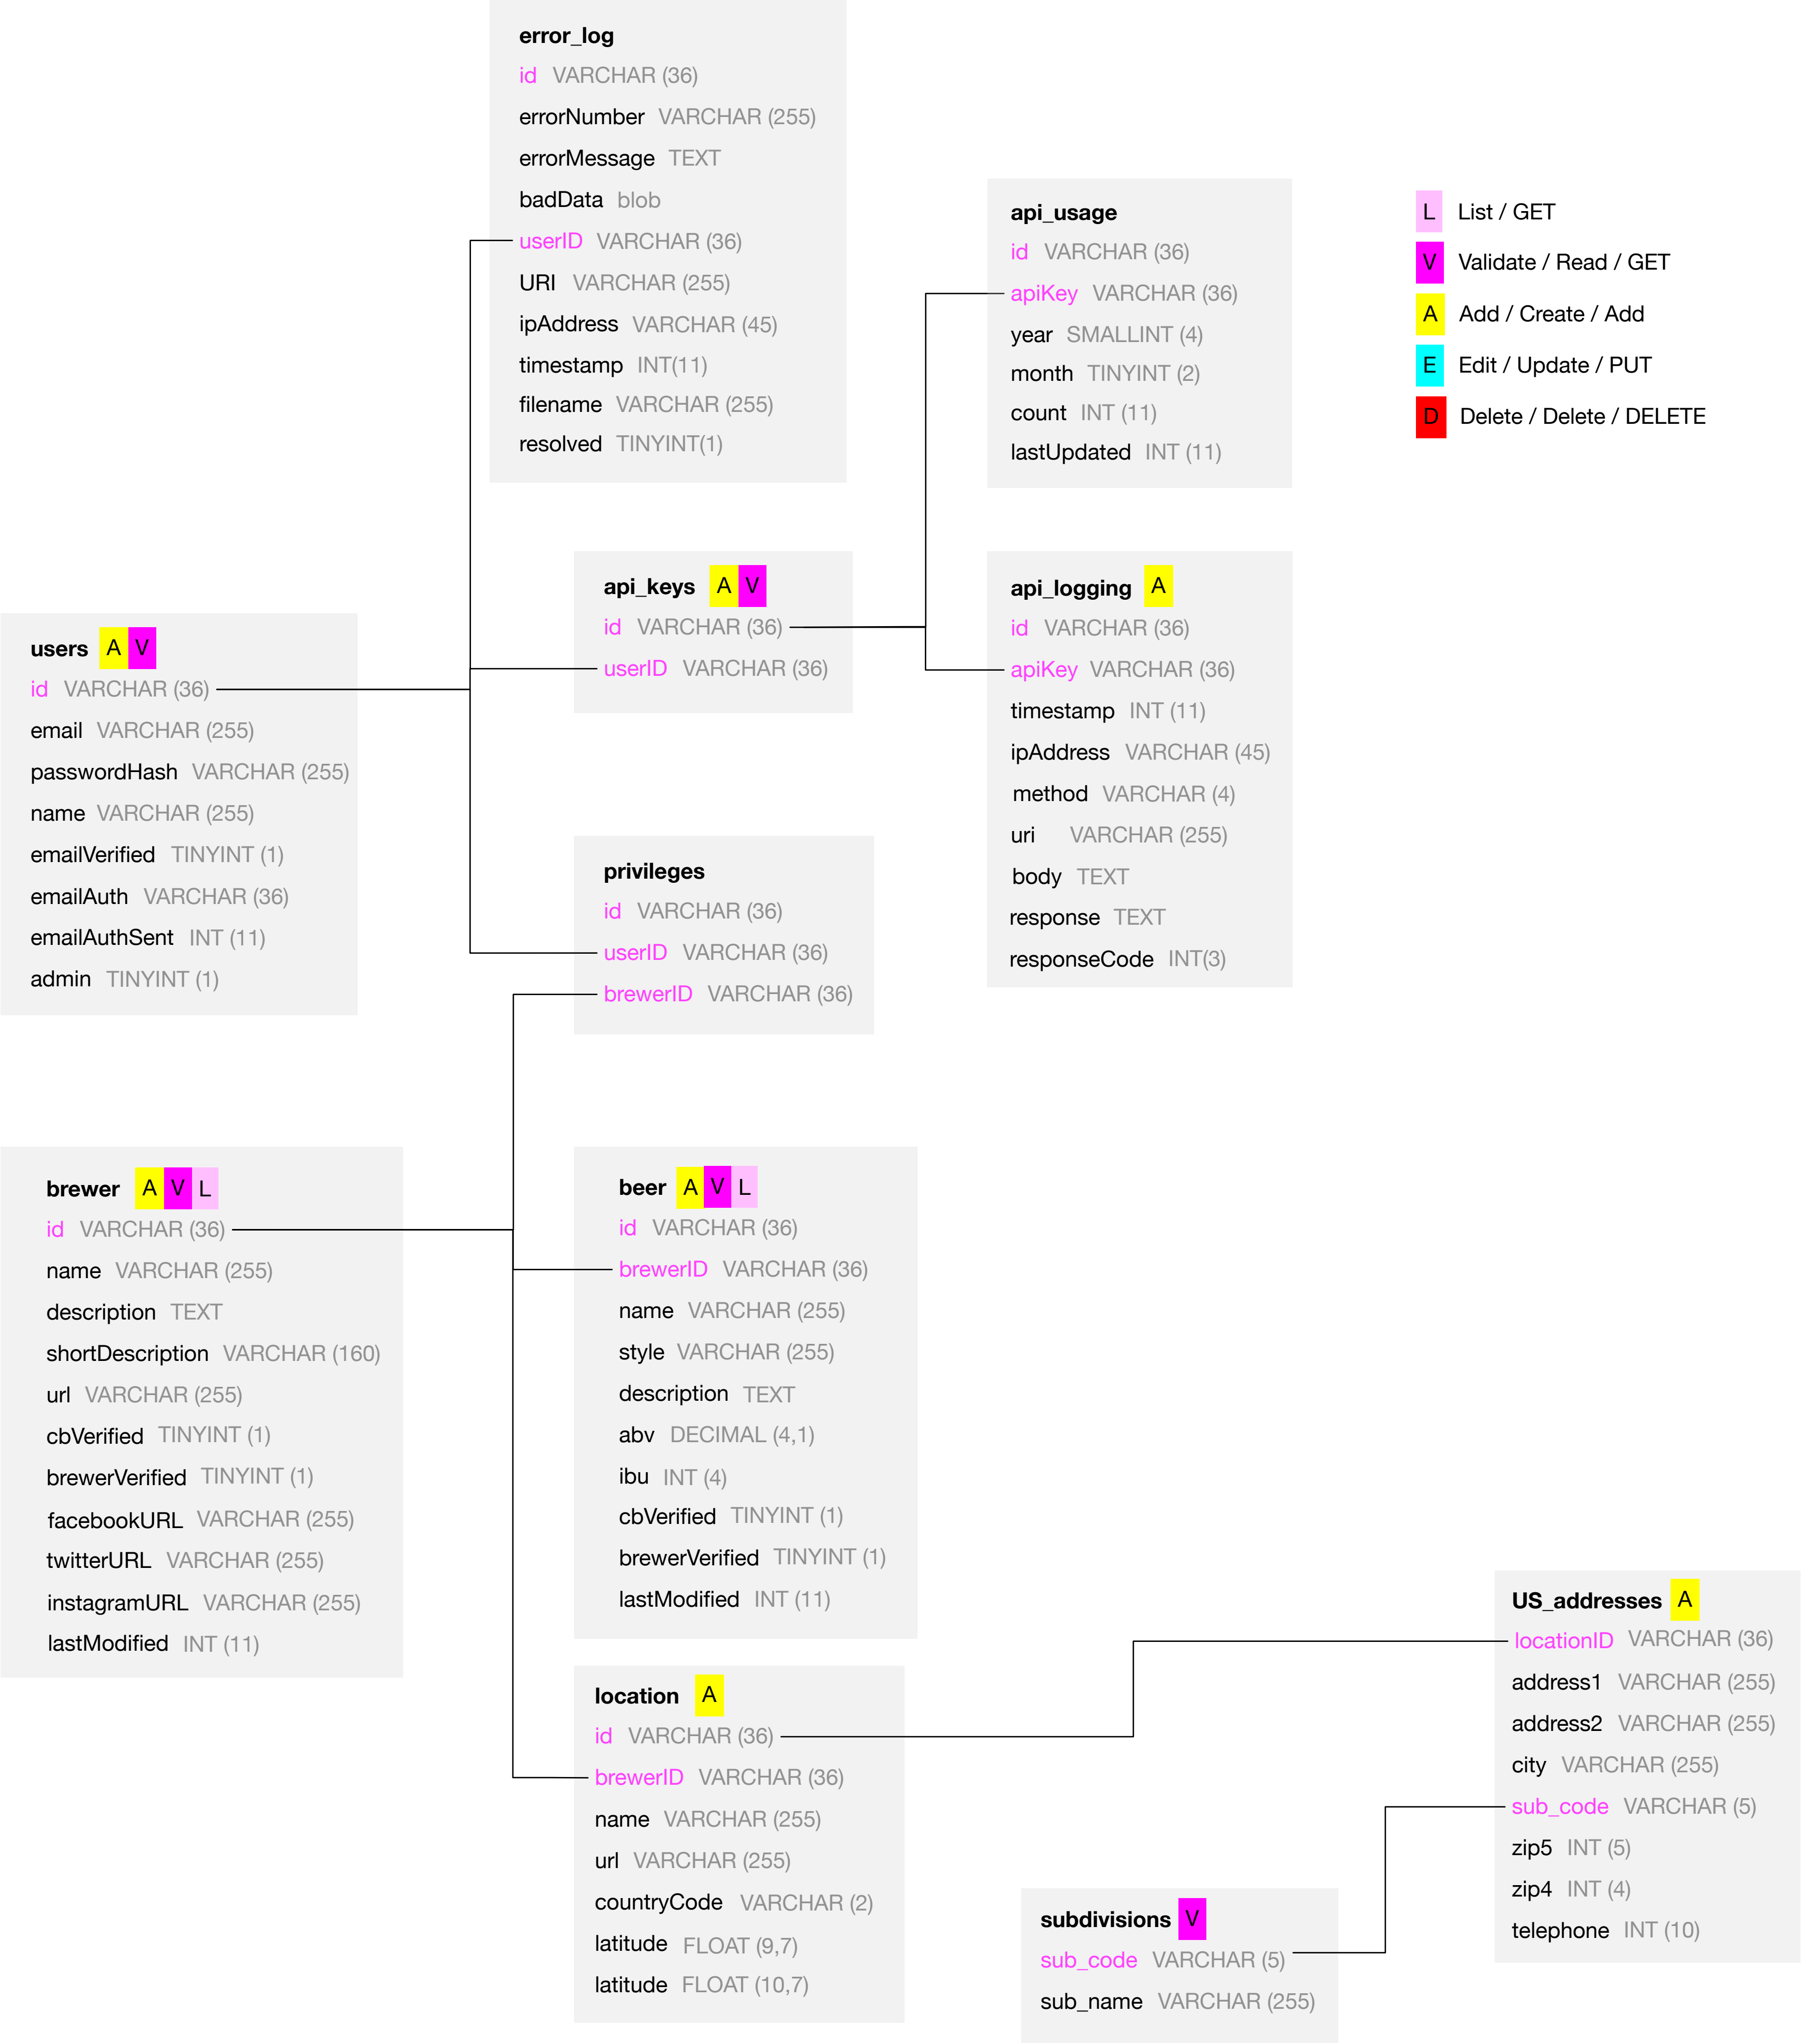 error_log
id VARCHAR (36)
errorNumber VARCHAR (255)
errorMessage TEXT
badData blob
userID VARCHAR (36)
URI VARCHAR (255)
ipAddress VARCHAR (45)
timestamp INT(11)
filename VARCHAR (255)
resolved TINYINT(1)
api_usage
id VARCHAR (36)
apiKey VARCHAR (36)
year SMALLINT (4)
month TINYINT (2)
count INT (11)
lastUpdated INT (11)
L List / GET
V Validate / Read / GET
A Add / Create / Add
E Edit / Update / PUT
D Delete / Delete / DELETE
users A V
id VARCHAR (36)
email VARCHAR (255)
passwordHash VARCHAR (255)
name VARCHAR (255)
emailVerified TINYINT (1)
emailAuth VARCHAR (36)
emailAuthSent INT (11)
admin TINYINT (1)
api_keys A V
id VARCHAR (36)
userID VARCHAR (36)
api_logging A
id VARCHAR (36)
apiKey VARCHAR (36)
timestamp INT (11)
ipAddress VARCHAR (45)
method VARCHAR (4)
uri VARCHAR (255)
body TEXT
response TEXT
responseCode INT(3)
privileges
id VARCHAR (36)
userID VARCHAR (36)
brewerID VARCHAR (36)
brewer A V L
id VARCHAR (36)
name VARCHAR (255)
description TEXT
shortDescription VARCHAR (160)
url VARCHAR (255)
cbVerified TINYINT (1)
brewerVerified TINYINT (1)
facebookURL VARCHAR (255)
twitterURL VARCHAR (255)
instagramURL VARCHAR (255)
lastModified INT (11)
beer A V L
id VARCHAR (36)
brewerID VARCHAR (36)
name VARCHAR (255)
style VARCHAR (255)
description TEXT
abv DECIMAL (4,1)
ibu INT (4)
cbVerified TINYINT (1)
brewerVerified TINYINT (1)
lastModified INT (11)
location A
id VARCHAR (36)
brewerID VARCHAR (36)
name VARCHAR (255)
url VARCHAR (255)
countryCode VARCHAR (2)
latitude FLOAT (9,7)
latitude FLOAT (10,7)
US_addresses A
locationID VARCHAR (36)
address1 VARCHAR (255)
address2 VARCHAR (255)
city VARCHAR (255)
sub_code VARCHAR (5)
zip5 INT (5)
zip4 INT (4)
telephone INT (10)
subdivisions V
sub_code VARCHAR (5)
sub_name VARCHAR (255)